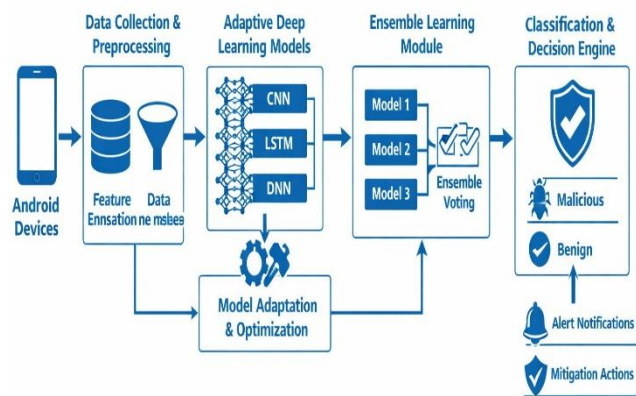 Data Collection &
Preprocessing
Adaptive Deep
Learning Models
Ensemble Learning
Module
Classification &
Decision Engine
Android
Devices
Feature
Ennsation
Data
CNN
LSTM
DNN
Model 1
Model 2
Model 3
Ensemble
Voting
Malicious
Benign
Model Adaptation
& Optimization
Alert Notifications
Mitigation Actions